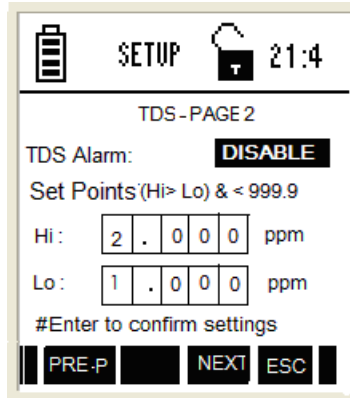 SETUP T 21:4
TDS-PAGE 2
TDS Alarm: DISABLE
Set Points (Hi> Lo) & < 999.9
Hi : 2 . 0 0 0 ppm
Lo : 1 . 0 0 0 ppm
#Enter to confirm settings
PRE-P NEXT ESC